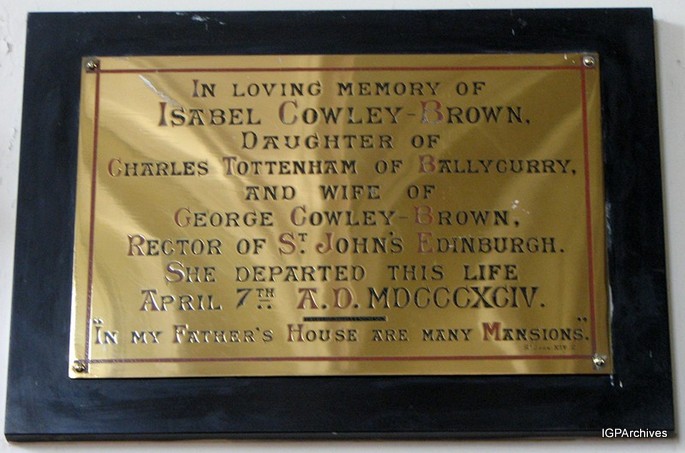 In loving memory of
Isabel Cowley-Brown,
Daughter of
Charles Tottenham of Ballycurry,
and wife of
George Cowley-Brown,
Rector of St John's Edinburgh.
She departed this life
April 7th A.D. MDCCCXCIV.
"In my Father's House are many Mansions."
IGPArchives